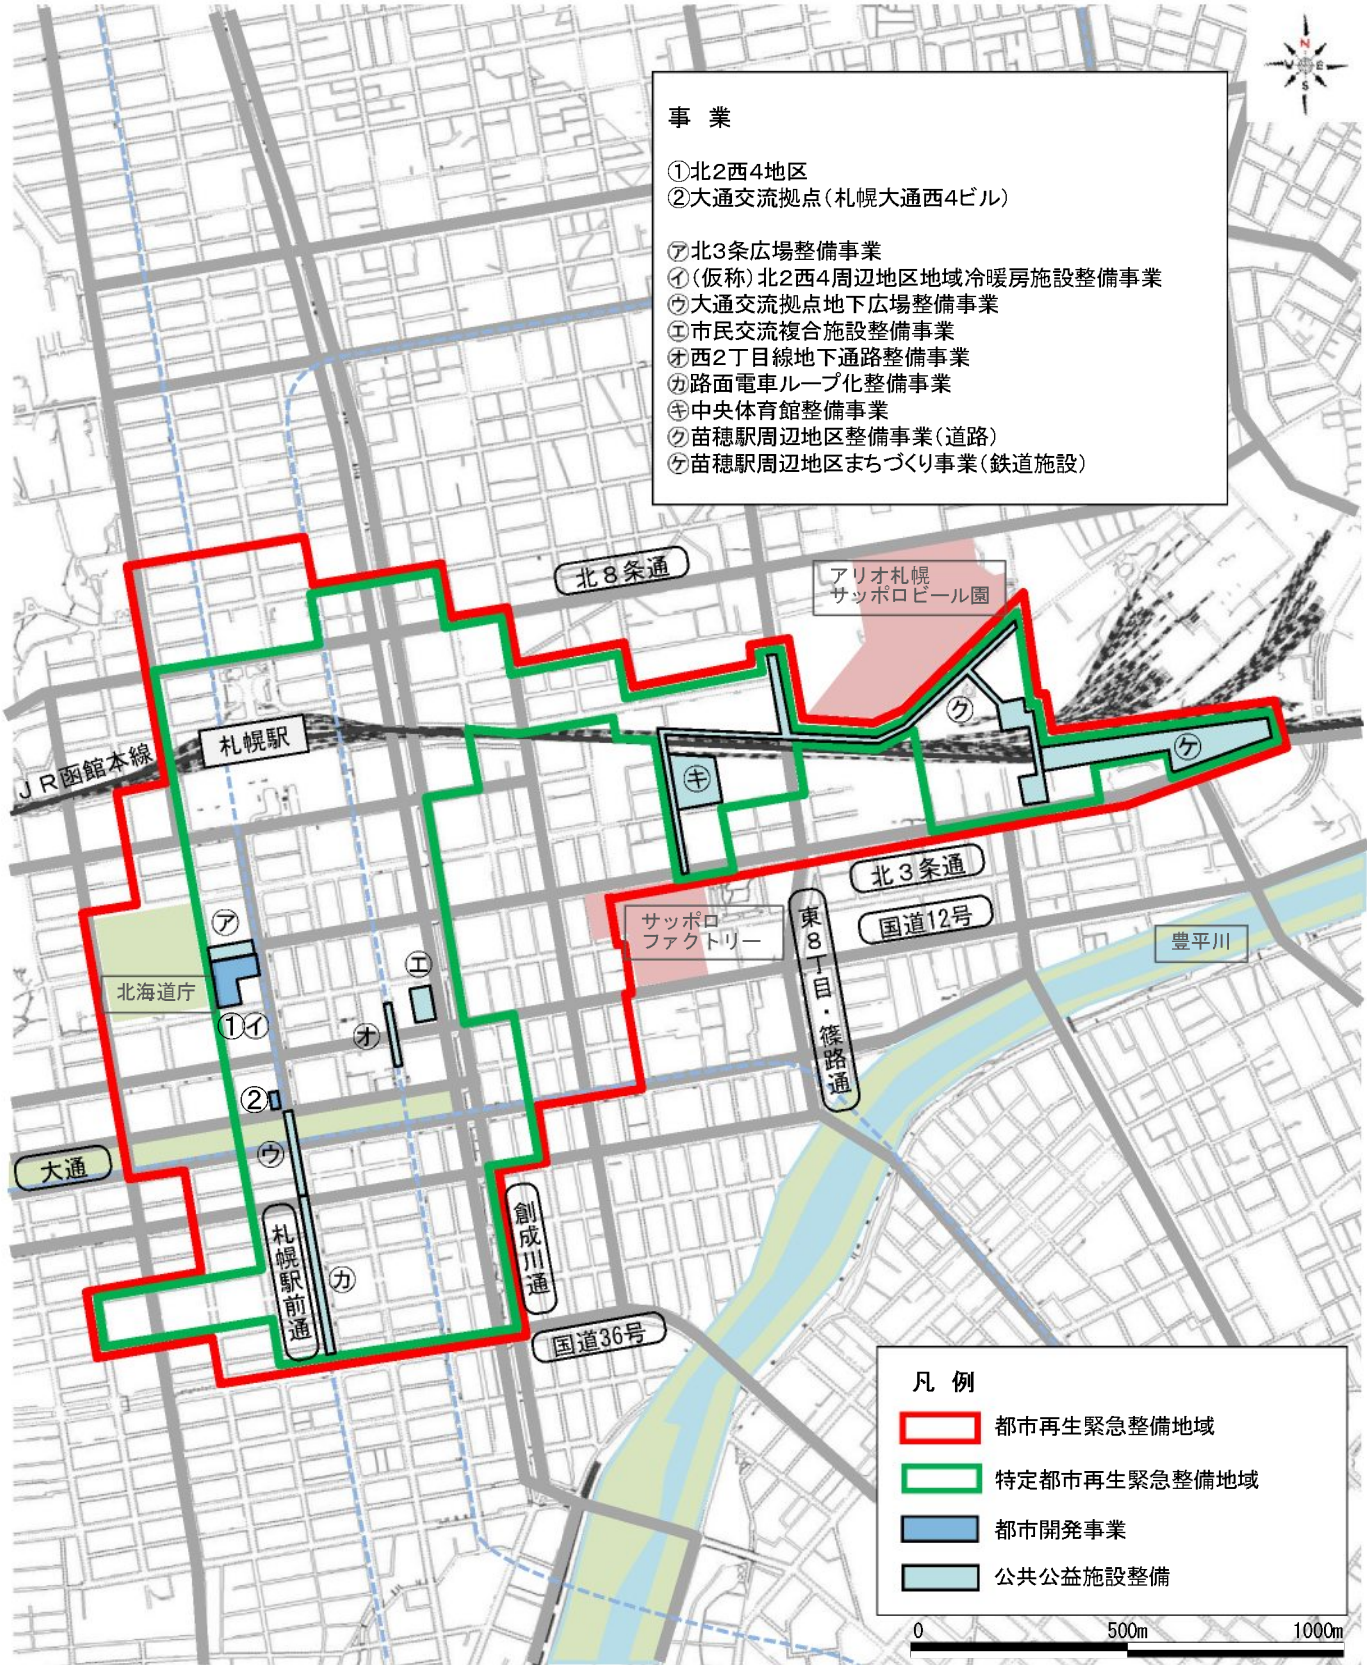 N
E
S
事 業
①北2西4地区
②大通交流拠点(札幌大通西4ビル)
㋐北3条広場整備事業
㋑(仮称)北2西4周辺地区地域冷暖房施設整備事業
㋒大通交流拠点地下広場整備事業
㋓市民交流複合施設整備事業
㋔西2丁目線地下通路整備事業
㋕路面電車ループ化整備事業
㋖中央体育館整備事業
㋗苗穂駅周辺地区整備事業(道路)
㋘苗穂駅周辺地区まちづくり事業(鉄道施設)
北8条通
アリオ札幌
サッポロビール園
㋗
札幌駅
JR函館本線
㋘
㋖
北3条通
サッポロ
ファクトリー
東8丁目・篠路通
国道12号
豊平川
㋐
㋓
北海道庁
①㋑
㋔
②
㋒
大通
札幌駅前通
創成川通
㋕
国道36号
凡 例
都市再生緊急整備地域
特定都市再生緊急整備地域
都市開発事業
公共公益施設整備
0
500m
1000m